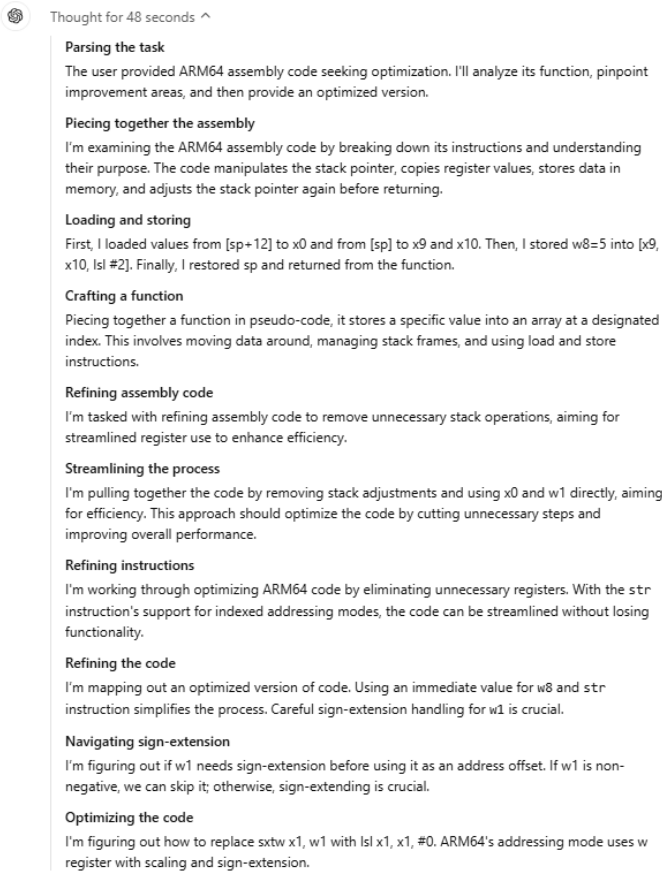 Thought for 48 seconds
Parsing the task
The user provided ARM64 assembly code seeking optimization. I'll analyze its function, pinpoint
improvement areas, and then provide an optimized version.
Piecing together the assembly
I'm examining the ARM64 assembly code by breaking down its instructions and understanding
their purpose. The code manipulates the stack pointer, copies register values, stores data in
memory, and adjusts the stack pointer again before returning.
Loading and storing
First, I loaded values from [sp+12] to x0 and from [sp] to x9 and x10. Then, I stored w8=5 into [x9,
x10, lsl #2]. Finally, I restored sp and returned from the function.
Crafting a function
Piecing together a function in pseudo-code, it stores a specific value into an array at a designated
index. This involves moving data around, managing stack frames, and using load and store
instructions.
Refining assembly code
I'm tasked with refining assembly code to remove unnecessary stack operations, aiming for
streamlined register use to enhance efficiency.
Streamlining the process
I'm pulling together the code by removing stack adjustments and using x0 and w1 directly, aiming
for efficiency. This approach should optimize the code by cutting unnecessary steps and
improving overall performance.
Refining instructions
I'm working through optimizing ARM64 code by eliminating unnecessary registers. With the str
instruction's support for indexed addressing modes, the code can be streamlined without losing
functionality.
Refining the code
I'm mapping out an optimized version of code. Using an immediate value for w8 and str
instruction simplifies the process. Careful sign-extension handling for w1 is crucial.
Navigating sign-extension
I'm figuring out if w1 needs sign-extension before using it as an address offset. If w1 is non-
negative, we can skip it; otherwise, sign-extending is crucial.
Optimizing the code
I'm figuring out how to replace sxtw x1, w1 with lsl x1, x1, #0. ARM64's addressing mode uses w
register with scaling and sign-extension.